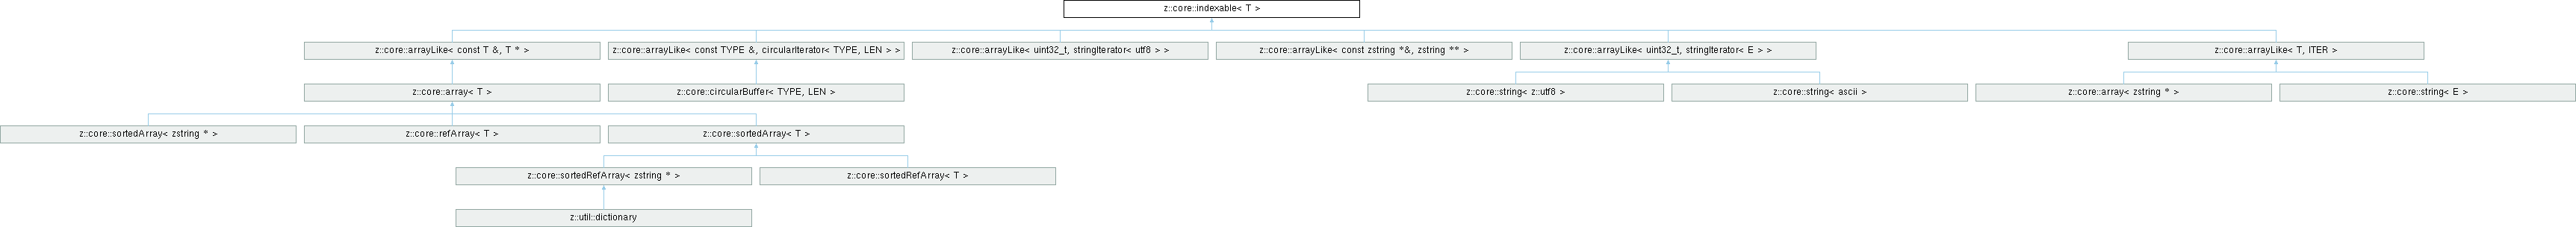 z::core::indexable< T >
z::core::arrayLike< const T &, T * >
z::core::arrayLike< const TYPE &, circularIterator< TYPE, LEN > >
z::core::arrayLike< uint32_t, stringIterator< utf8 > >
z::core::arrayLike< const zstring *&, zstring ** >
z::core::arrayLike< uint32_t, stringIterator< E > >
z::core::arrayLike< T, ITER >
z::core::array< T >
z::core::circularBuffer< TYPE, LEN >
z::core::string< z::utf8 >
z::core::string< ascii >
z::core::array< zstring * >
z::core::string< E >
z::core::sortedArray< zstring * >
z::core::refArray< T >
z::core::sortedArray< T >
z::core::sortedRefArray< zstring * >
z::core::sortedRefArray< T >
z::util::dictionary